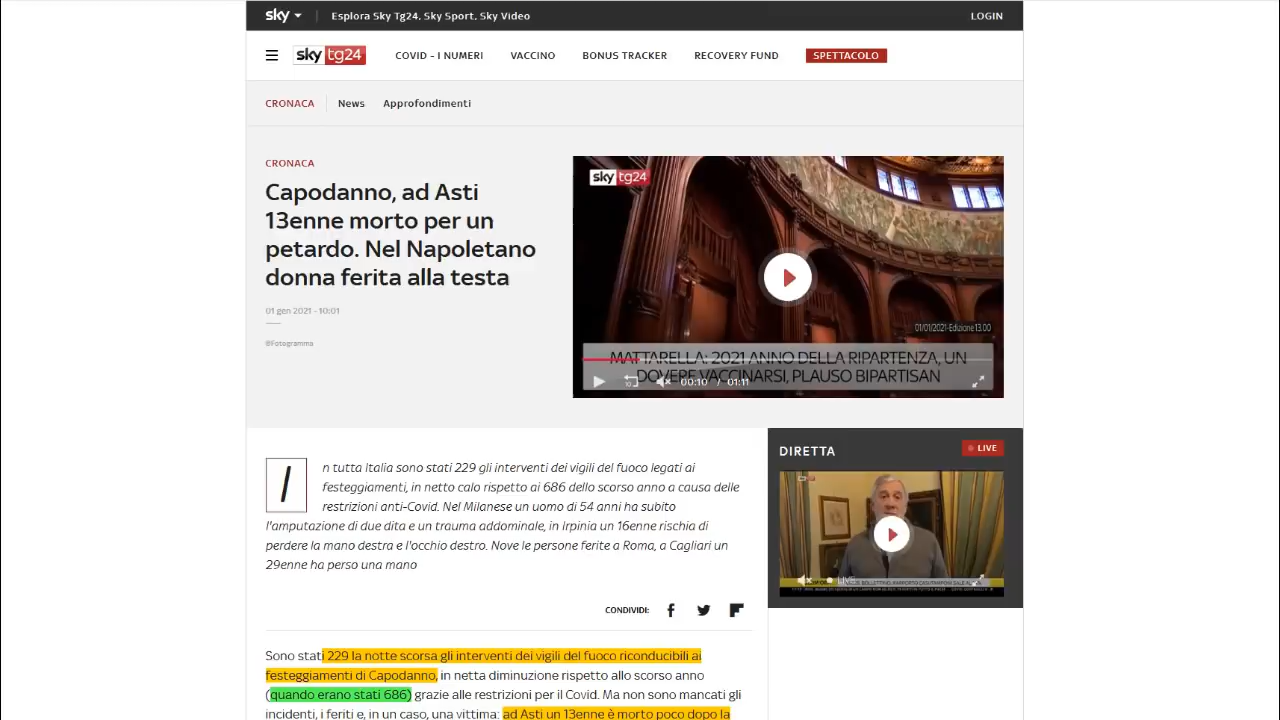 sky
Esplora Sky Tg24, Sky Sport, Sky Video
LOGIN
sky tg24
COVID - I NUMERI
VACCINO
BONUS TRACKER
RECOVERY FUND
SPETTACOLO
CRONACA
News
Approfondimenti
CRONACA
Capodanno, ad Asti
13enne morto per un
petardo. Nel Napoletano
donna ferita alla testa
01 gen 2021 - 10:01
@Fotogramma
sky tg24
01/01/2021-Edizione 13.00
MATTARELLA: 2021 ANNO DELLA RIPARTENZA, UN
DOVERE VACCINARSI, PLAUSO BIPARTISAN
10
00:10 / 01:11
In tutta Italia sono stati 229 gli interventi dei vigili del fuoco legati ai
festeggiamenti, in netto calo rispetto ai 686 dello scorso anno a causa delle
restrizioni anti-Covid. Nel Milanese un uomo di 54 anni ha subito
l'amputazione di due dita e un trauma addominale, in Irpinia un 16enne rischia di
perdere la mano destra e l'occhio destro. Nove le persone ferite a Roma, a Cagliari un
29enne ha perso una mano
DIRETTA
LIVE
LIVE
CONDIVIDI:
Sono stati 229 la notte scorsa gli interventi dei vigili del fuoco riconducibili ai
festeggiamenti di Capodanno, in netta diminuzione rispetto allo scorso anno
(quando erano stati 686) grazie alle restrizioni per il Covid. Ma non sono mancati gli
incidenti, i feriti e, in un caso, una vittima: ad Asti un 13enne è morto poco dopo la